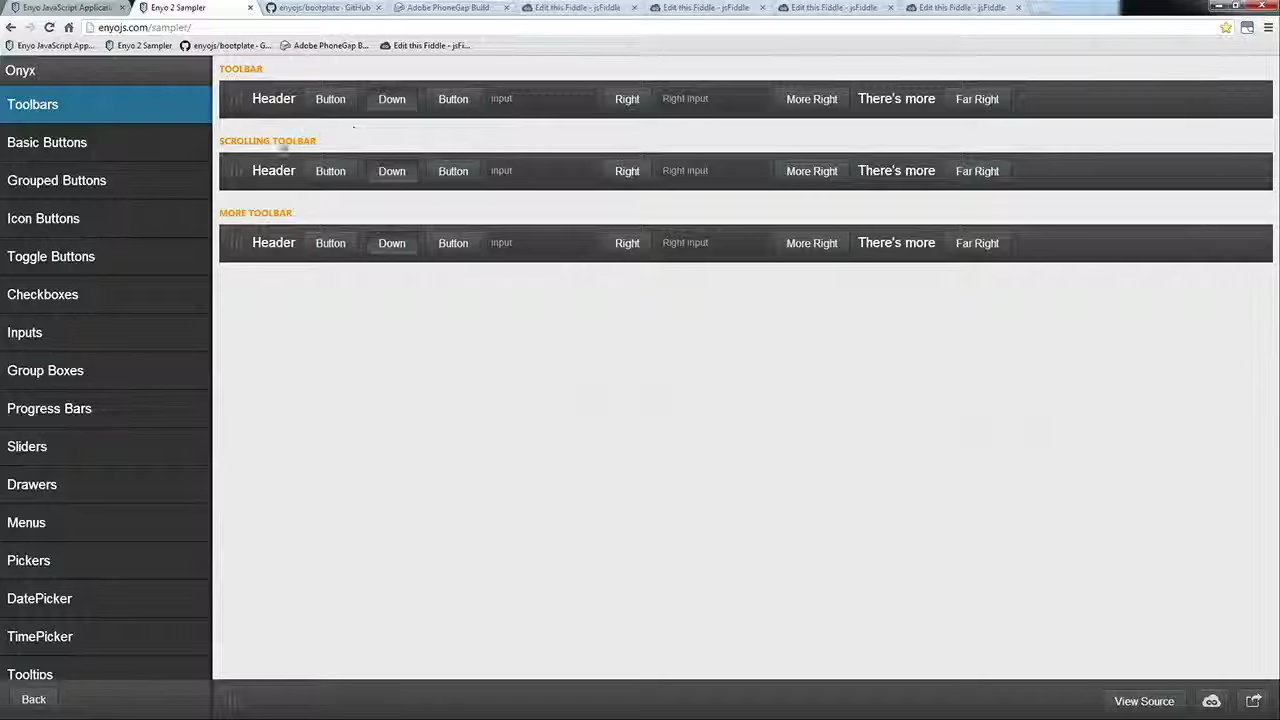 Enyo JavaScript Applicatio
Enyo 2 Sampler
enyojs/bootplate · GitHub
Adobe PhoneGap Build
Edit this Fiddle - jsFiddle
Edit this Fiddle - jsFiddle
Edit this Fiddle - jsFiddle
Edit this Fiddle - jsFiddle
enyojs.com/sampler/
Enyo JavaScript App...
Enyo 2 Sampler
enyojs/bootplate · G...
Adobe PhoneGap B...
Edit this Fiddle - jsFi...
Onyx
Toolbars
Basic Buttons
Grouped Buttons
Icon Buttons
Toggle Buttons
Checkboxes
Inputs
Group Boxes
Progress Bars
Sliders
Drawers
Menus
Pickers
DatePicker
TimePicker
Tooltips
Back
TOOLBAR
Header Button Down Button input Right Right input More Right There's more Far Right
SCROLLING TOOLBAR
Header Button Down Button input Right Right input More Right There's more Far Right
MORE TOOLBAR
Header Button Down Button input Right Right input More Right There's more Far Right
View Source